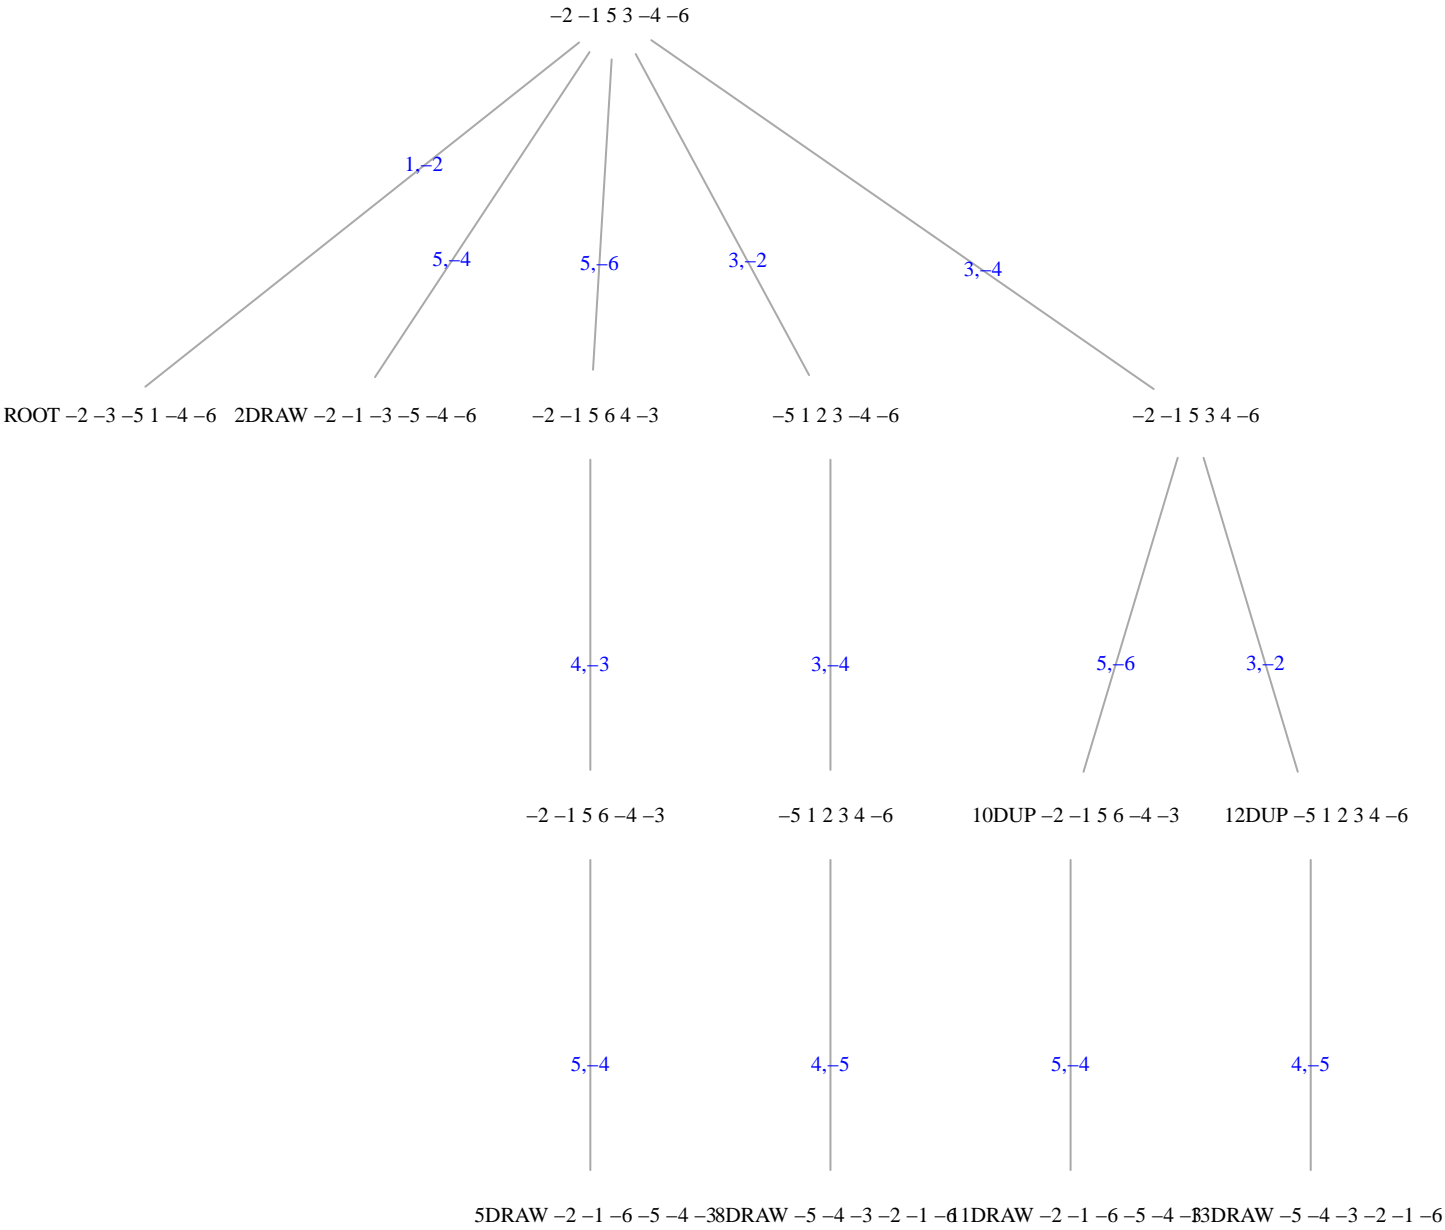 –2 –1 5 3 –4 –6
1,–2
5,–4
5,–6
3,–2
3,–4
ROOT –2 –3 –5 1 –4 –6
2DRAW –2 –1 –3 –5 –4 –6
–2 –1 5 6 4 –3
–5 1 2 3 –4 –6
–2 –1 5 3 4 –6
4,–3
3,–4
5,–6
3,–2
–2 –1 5 6 –4 –3
–5 1 2 3 4 –6
10DUP –2 –1 5 6 –4 –3
12DUP –5 1 2 3 4 –6
5,–4
4,–5
5,–4
4,–5
5DRAW –2 –1 –6 –5 –4 –3
8DRAW –5 –4 –3 –2 –1 –6
11DRAW –2 –1 –6 –5 –4 –3
13DRAW –5 –4 –3 –2 –1 –6